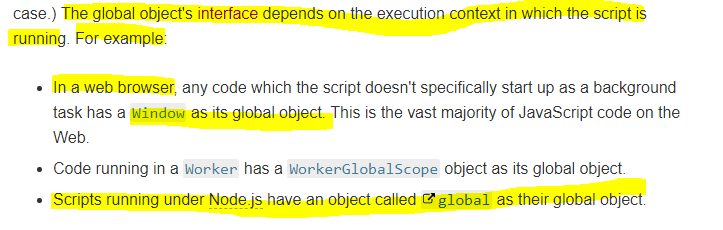 case.) The global object's interface depends on the execution context in which the script is
running. For example:
In a web browser, any code which the script doesn't specifically start up as a background
task has a Window as its global object. This is the vast majority of JavaScript code on the
Web.
Code running in a Worker has a WorkerGlobalScope object as its global object.
Scripts running under Node.js have an object called global as their global object.